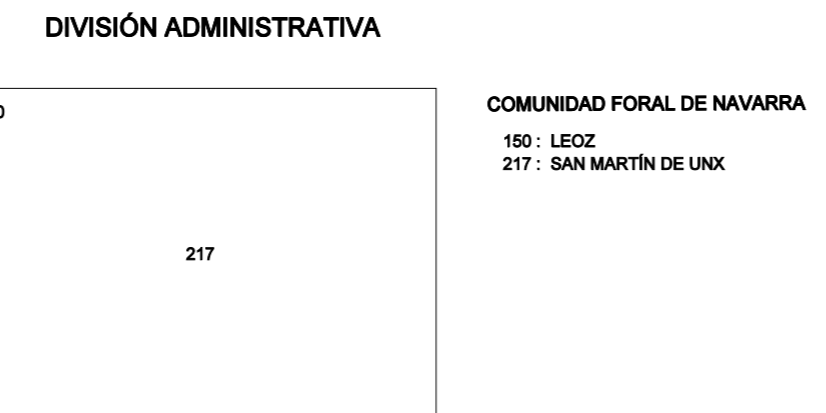 DIVISIÓN ADMINISTRATIVA
COMUNIDAD FORAL DE NAVARRA
150 : LEOZ
217 : SAN MARTÍN DE UNX
217